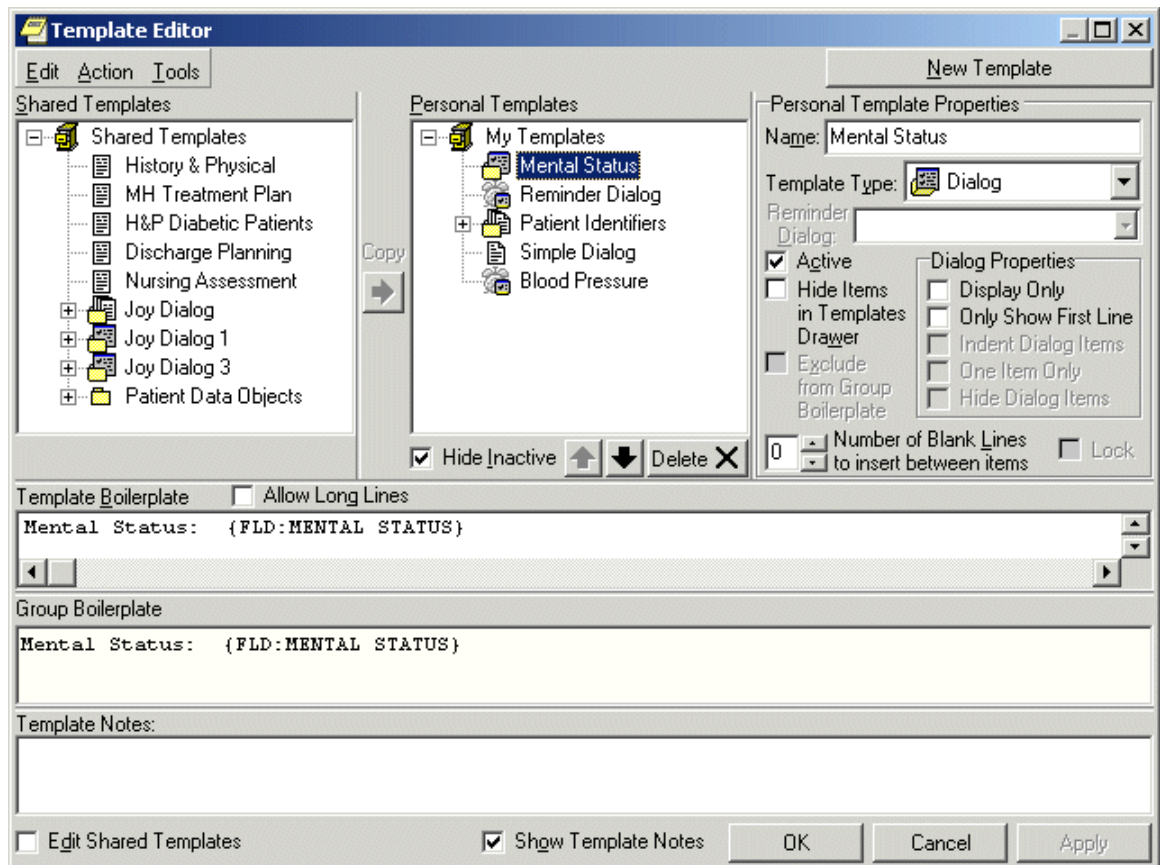 Template Editor
Edit Action Tools
New Template
Shared Templates
Shared Templates
History & Physical
MH Treatment Plan
H&P Diabetic Patients
Discharge Planning
Nursing Assessment
Joy Dialog
Joy Dialog 1
Joy Dialog 3
Patient Data Objects
Copy
Personal Templates
My Templates
Mental Status
Reminder Dialog
Patient Identifiers
Simple Dialog
Blood Pressure
Hide Inactive
Delete
Personal Template Properties
Name: Mental Status
Template Type: Dialog
Reminder
Dialog:
Active
Hide Items
in Templates
Drawer
Exclude
from Group
Boilerplate
Dialog Properties
Display Only
Only Show First Line
Indent Dialog Items
One Item Only
Hide Dialog Items
0 Number of Blank Lines
to insert between items
Lock
Template Boilerplate Allow Long Lines
Mental Status: {FLD:MENTAL STATUS}
Group Boilerplate
Mental Status: {FLD:MENTAL STATUS}
Template Notes:
Edit Shared Templates Show Template Notes OK Cancel Apply